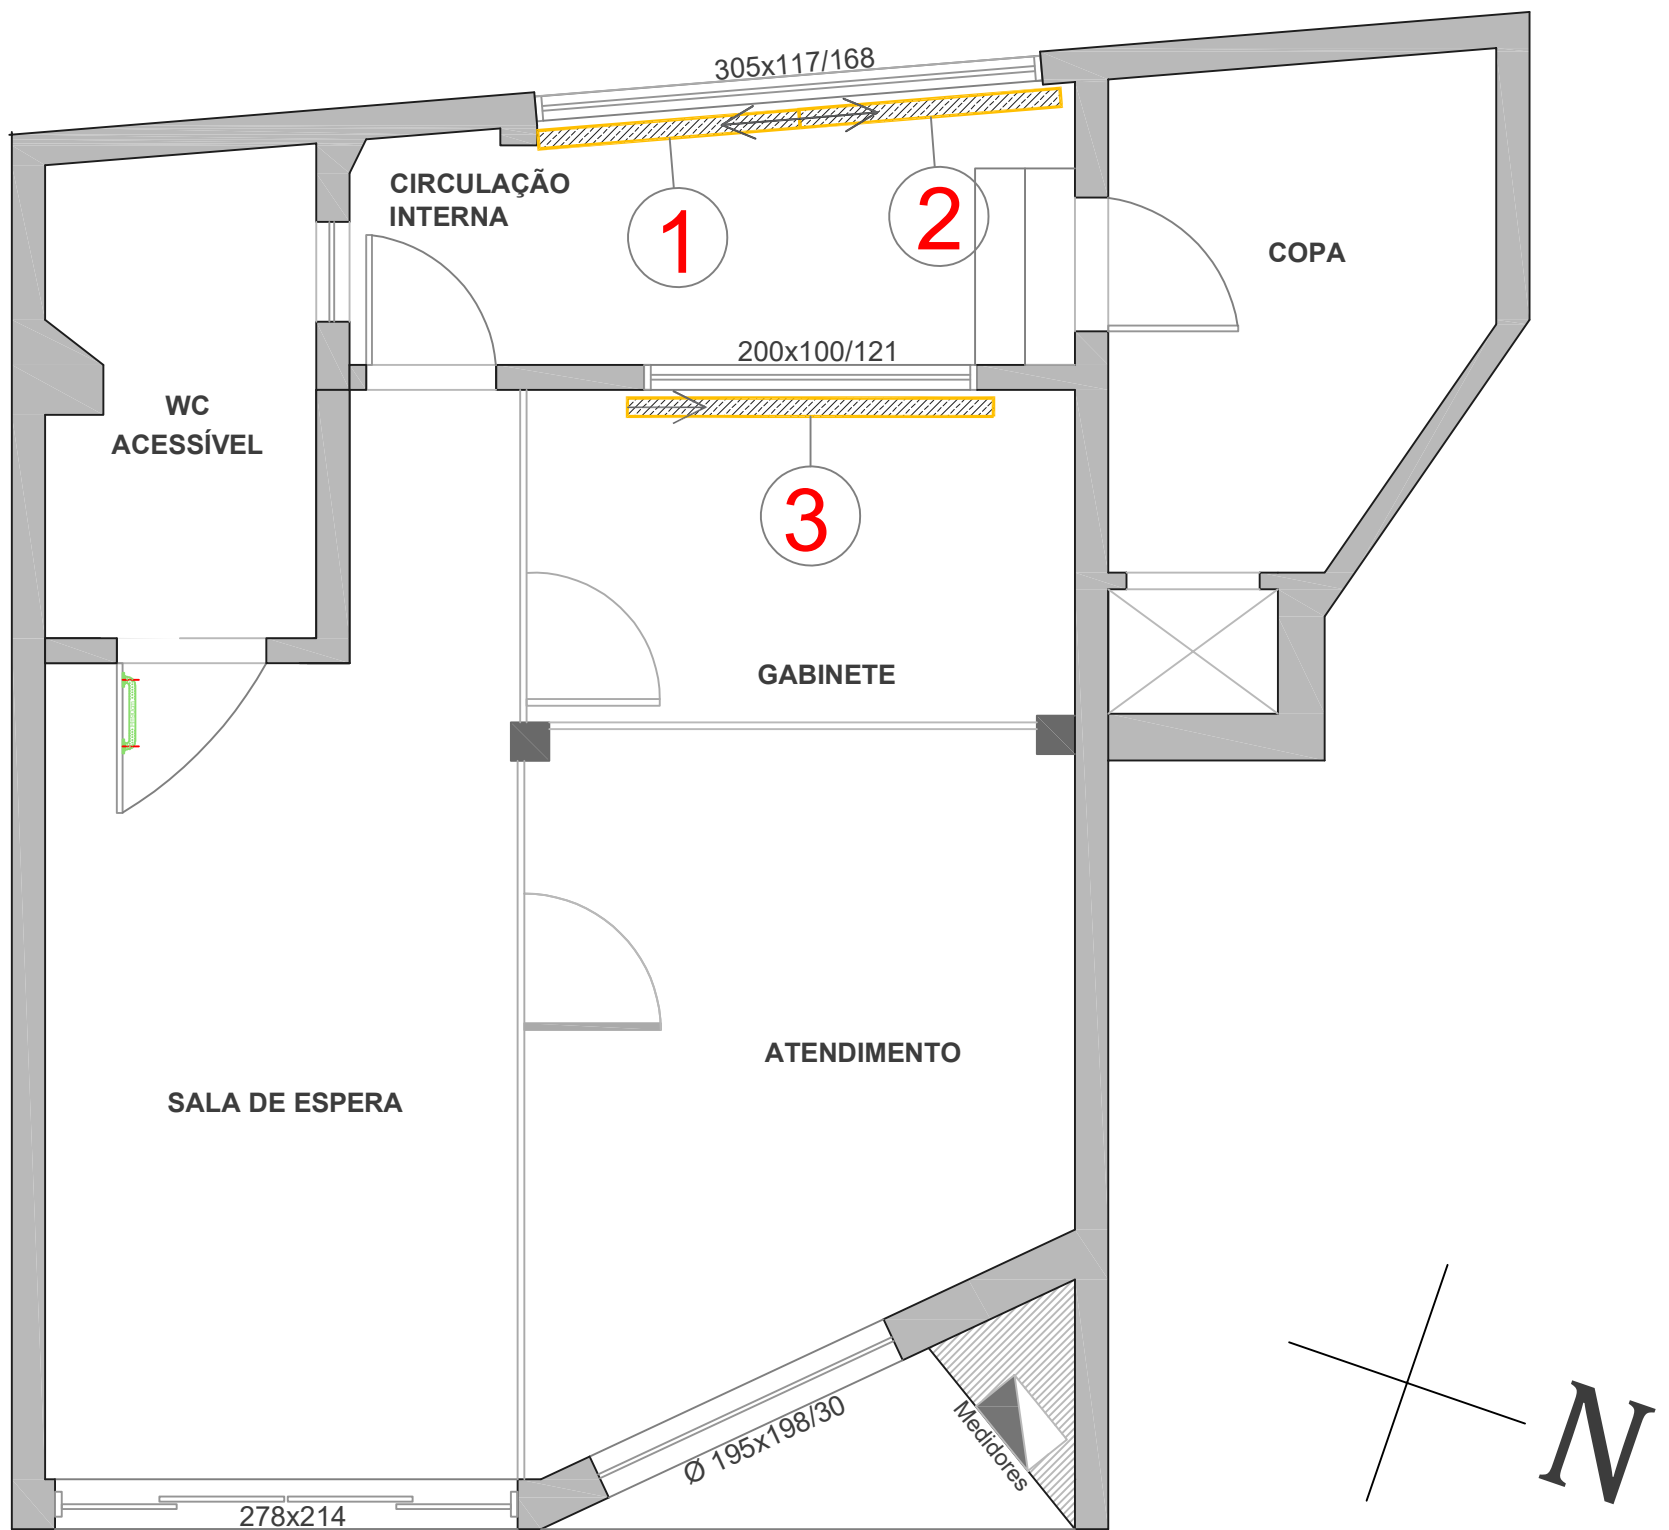 305x117/168
CIRCULAÇÃO
INTERNA
1
2
COPA
200x100/121
WC
ACESSÍVEL
3
GABINETE
ATENDIMENTO
SALA DE ESPERA
Ø 195x198/30
Medidores
N
278x214